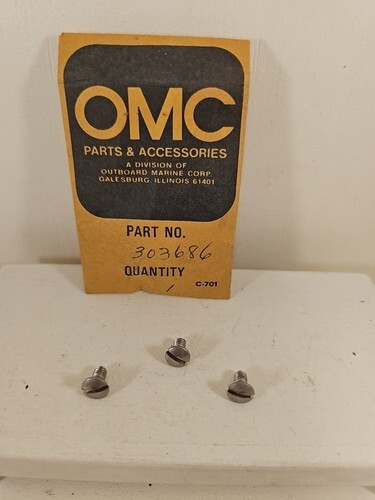 OMC
PARTS & ACCESSORIES
A DIVISION OF
OUTBOARD MARINE CORP.
GALESBURG, ILLINOIS 61401
PART NO.
303686
QUANTITY
1
C-701